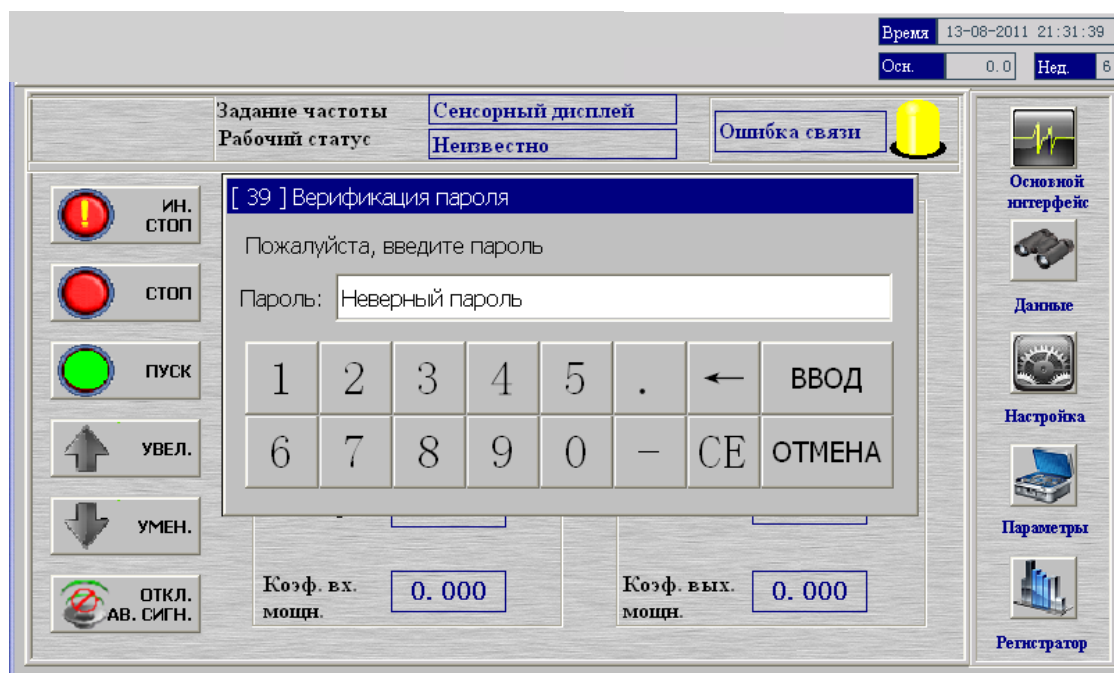 Время 13-08-2011 21:31:39
Осн. 0.0 Нед. 6
Задание частоты Сенсорный дисплей
Рабочий статус Неизвестно
Ошибка связи
Основной
интерфейс
Данные
Настройка
Параметры
Регистратор
ИН.
СТОП
СТОП
ПУСК
УВЕЛ.
УМЕН.
ОТКЛ.
АВ. СИГН.
[ 39 ] Верификация пароля
Пожалуйста, введите пароль
Пароль: Неверный пароль
1 2 3 4 5 . ← ВВОД
6 7 8 9 0 – CE ОТМЕНА
Коэф. вх.
мощн.
0.000
Коэф. вых.
мощн.
0.000